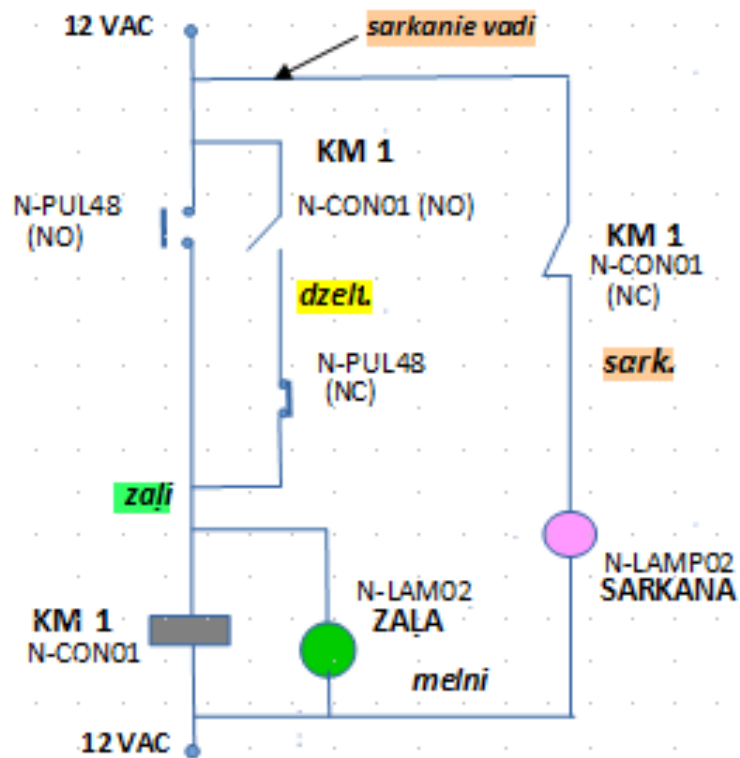 12 VAC
sarkanie vadi
KM 1
N-PUL48
(NO)
N-CON01 (NO)
KM 1
N-CON01
(NC)
dzelt.
N-PUL48
(NC)
sark.
zaļi
N-LAMP02
SARKANA
N-LAM02
ZAĻA
KM 1
N-CON01
melni
12 VAC